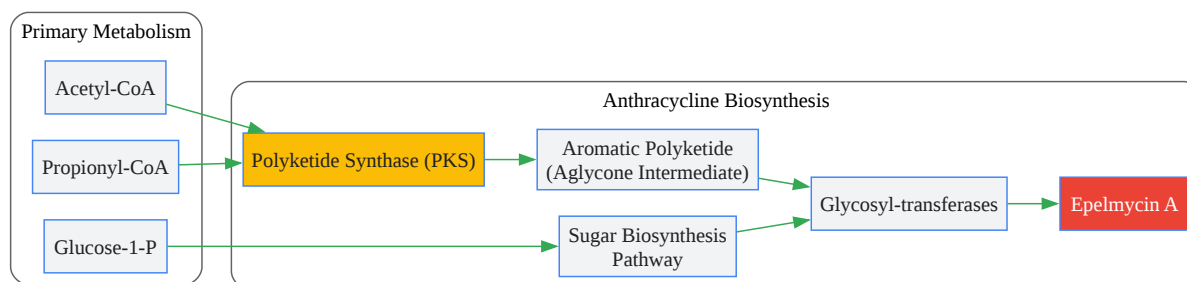 Primary Metabolism
Acetyl-CoA
Propionyl-CoA
Glucose-1-P
Anthracycline Biosynthesis
Polyketide Synthase (PKS)
Aromatic Polyketide
(Aglycone Intermediate)
Sugar Biosynthesis
Pathway
Glycosyl-transferases
Epelmycin A